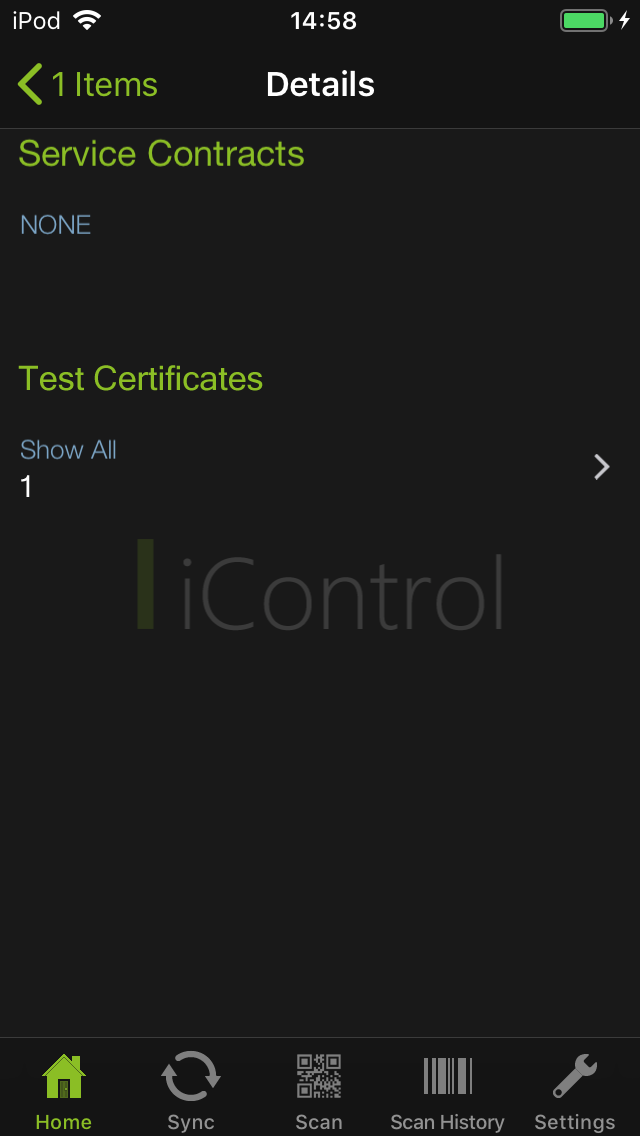 iPod 14:58
1 Items Details
Service Contracts
NONE
Test Certificates
Show All
1
iControl
Home Sync Scan Scan History Settings